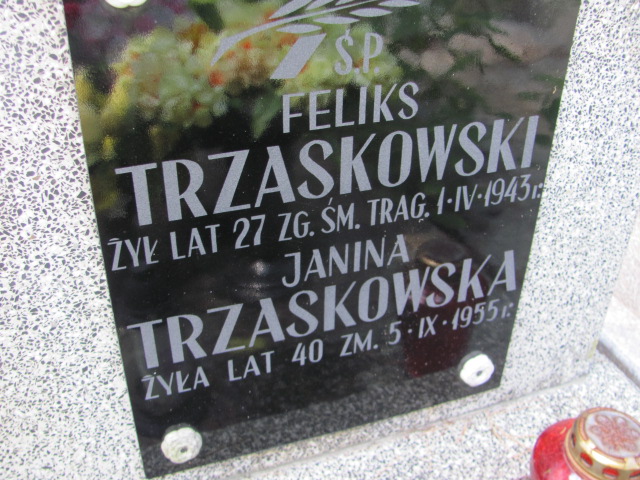 Ś.P.
FELIKS
TRZASKOWSKI
ŻYŁ LAT 27 ZG. ŚM. TRAG. 1·IV·1943 r.
JANINA
TRZASKOWSKA
ŻYŁA LAT 40 ZM. 5·IX·1955 r.